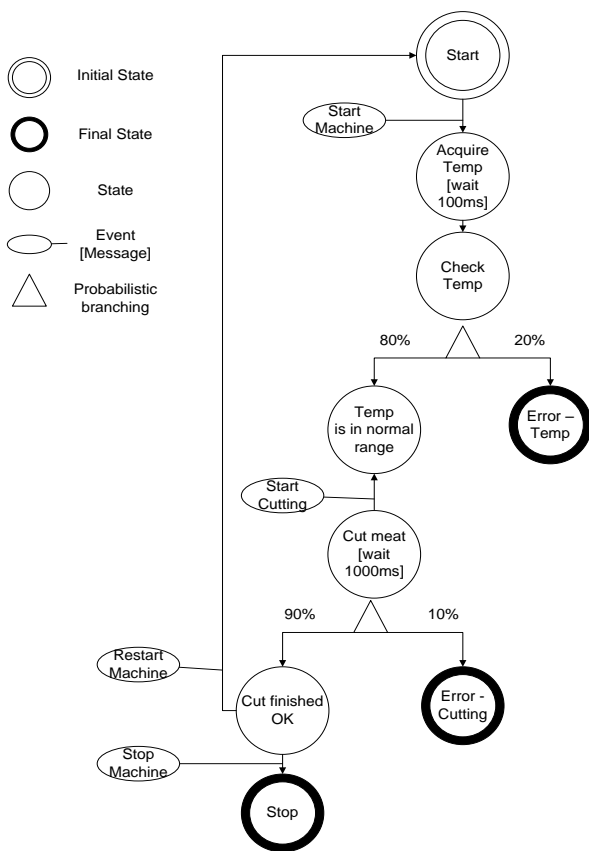 Initial State
Final State
State
Event
[Message]
Probabilistic
branching
Start
Start
Machine
Acquire
Temp
[wait
100ms]
Check
Temp
80%
20%
Temp
is in normal
range
Error –
Temp
Start
Cutting
Cut meat
[wait
1000ms]
90%
10%
Restart
Machine
Cut finished
OK
Error -
Cutting
Stop
Machine
Stop